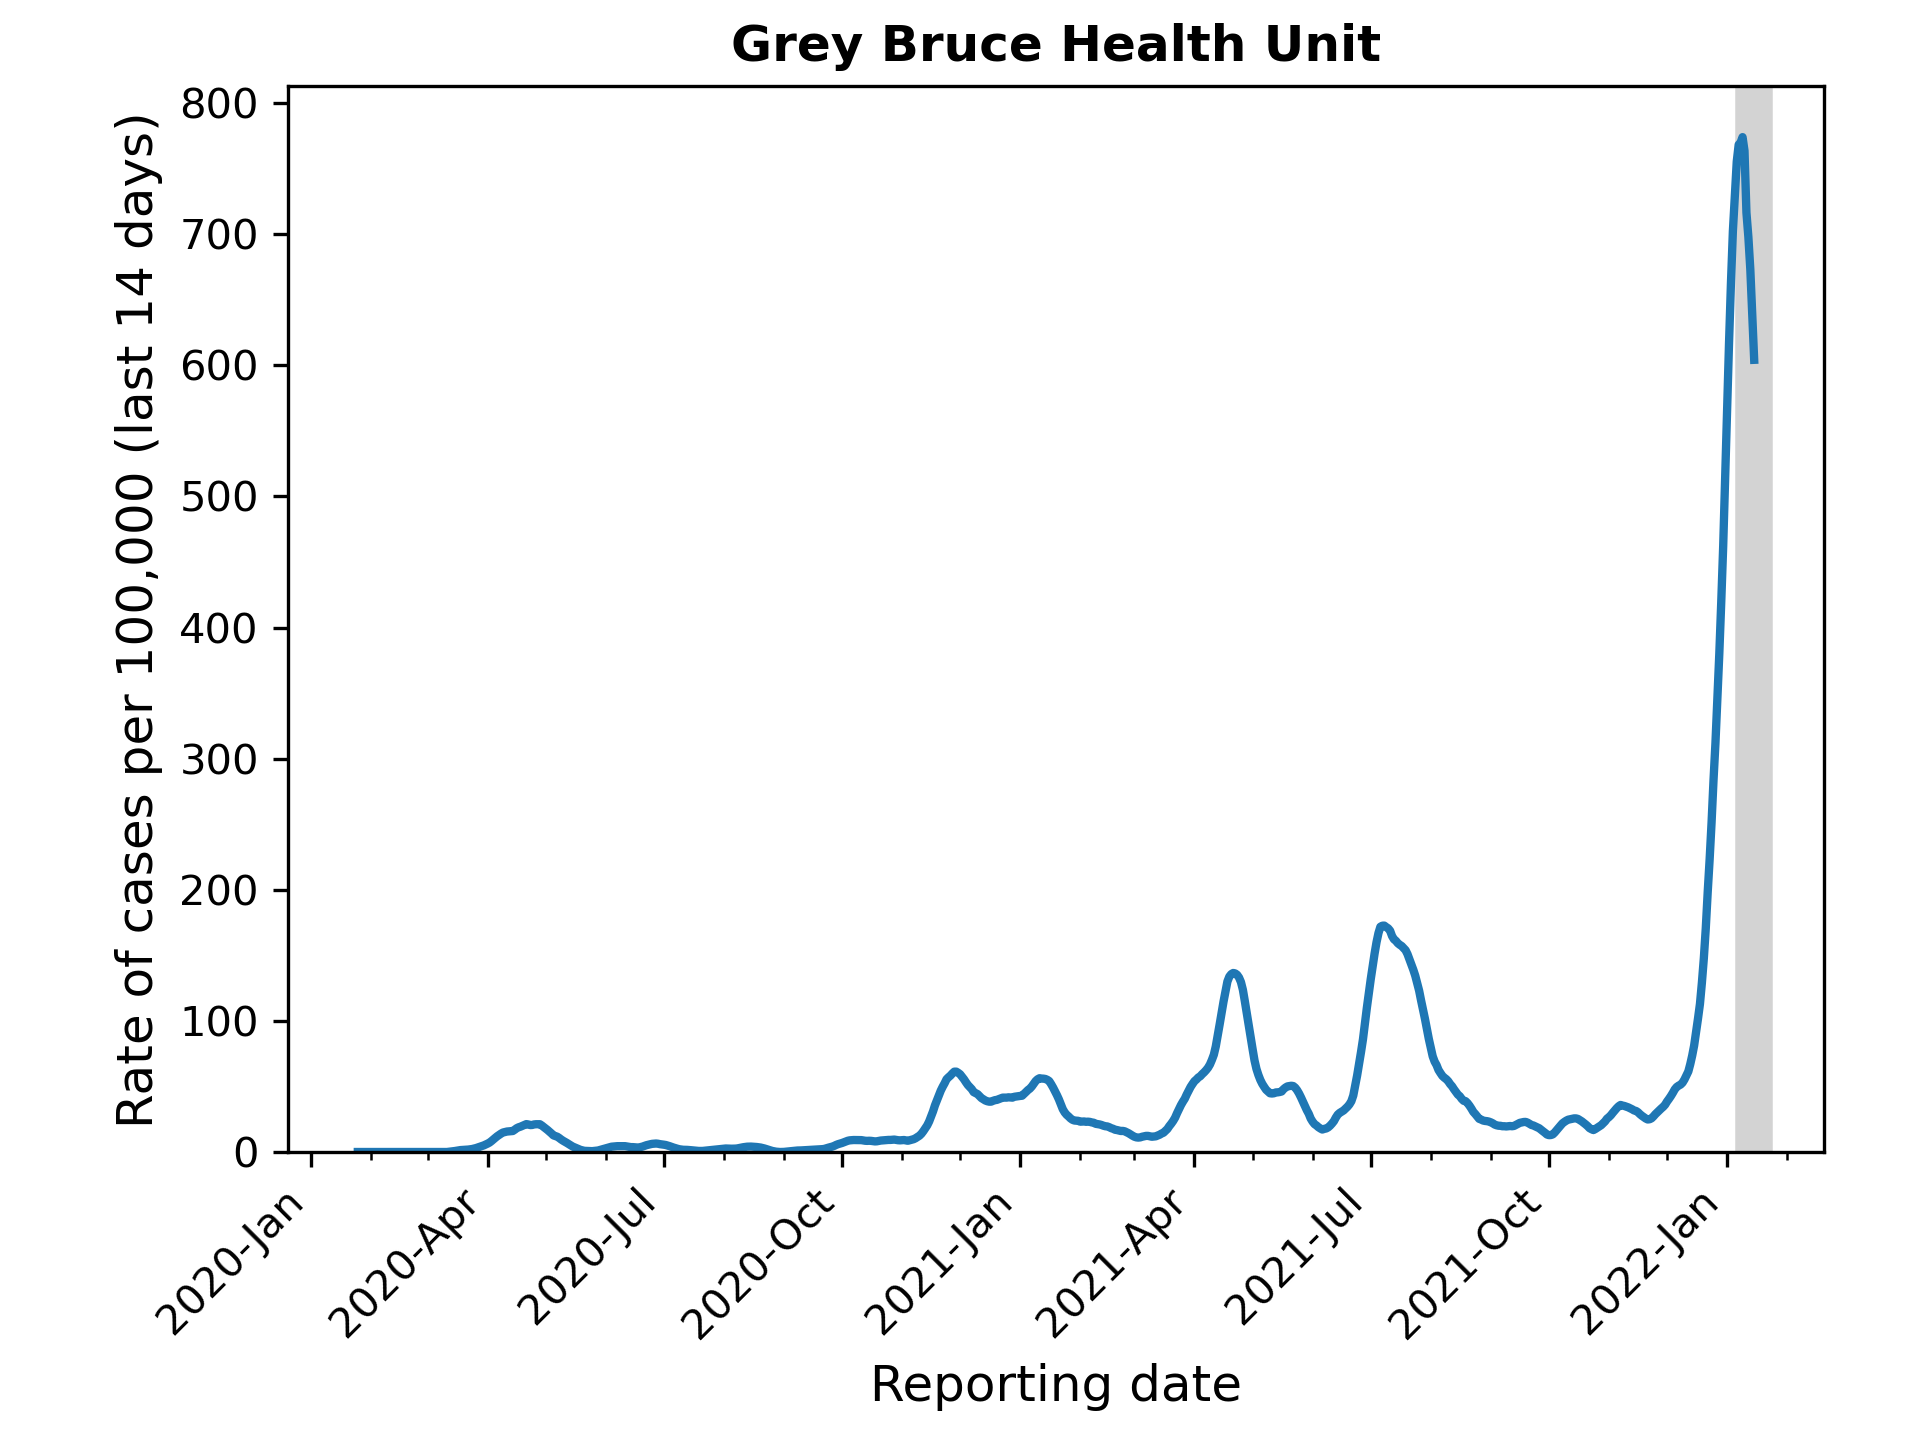 Grey Bruce Health Unit
Rate of cases per 100,000 (last 14 days)
800
700
600
500
400
300
200
100
0
2020-Jan
2020-Apr
2020-Jul
2020-Oct
2021-Jan
2021-Apr
2021-Jul
2021-Oct
2022-Jan
Reporting date